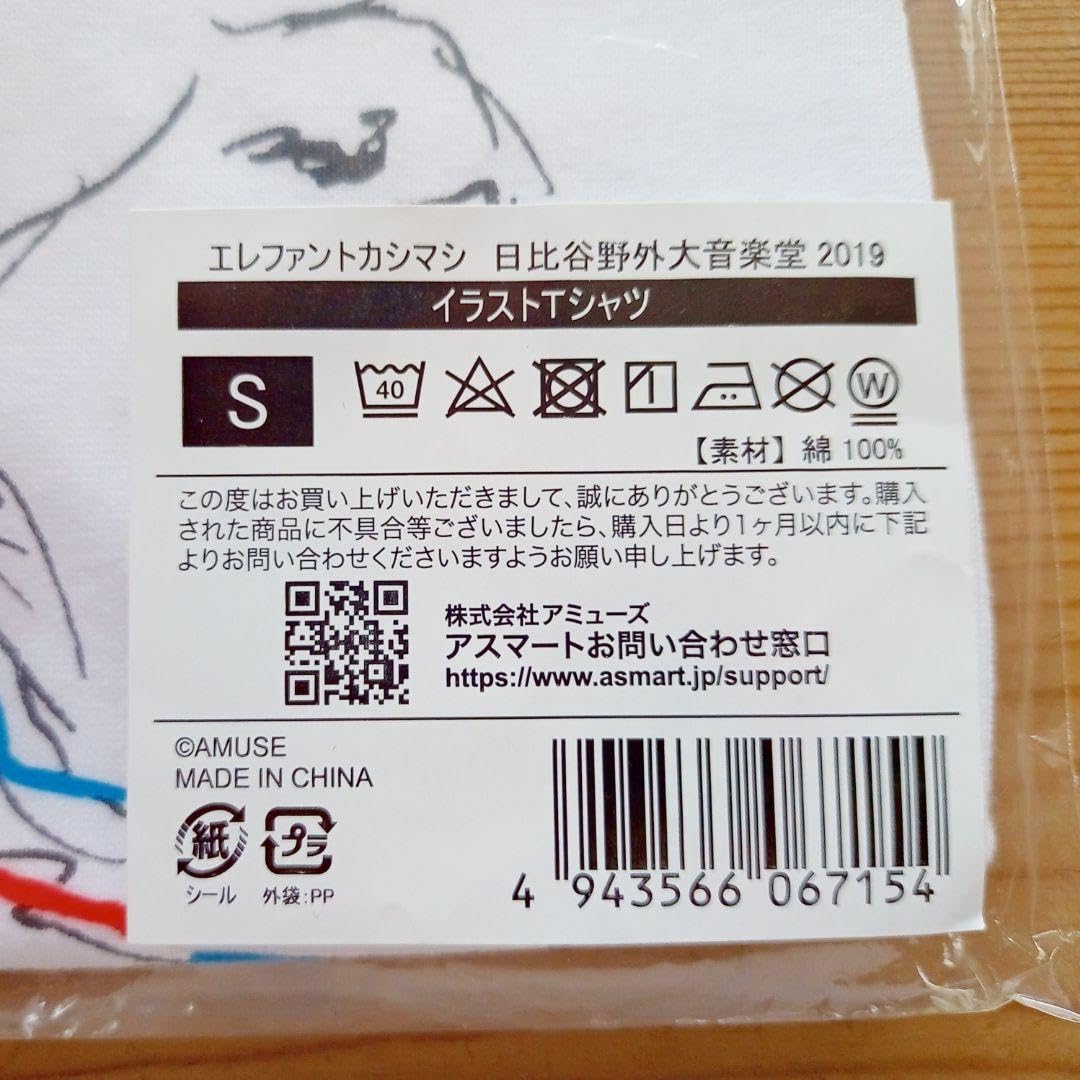 エレファントカシマシ 日比谷野外大音楽堂 2019
イラストTシャツ
S
40
W
【素材】綿 100%
この度はお買い上げいただきまして、誠にありがとうございます。購入
された商品に不具合等ございましたら、購入日より1ヶ月以内に下記
よりお問い合わせくださいますようお願い申し上げます。
株式会社アミューズ
アスマートお問い合わせ窓口
https://www.asmart.jp/support/
©AMUSE
MADE IN CHINA
紙
プラ
シール
外袋:PP
4 943566 067154